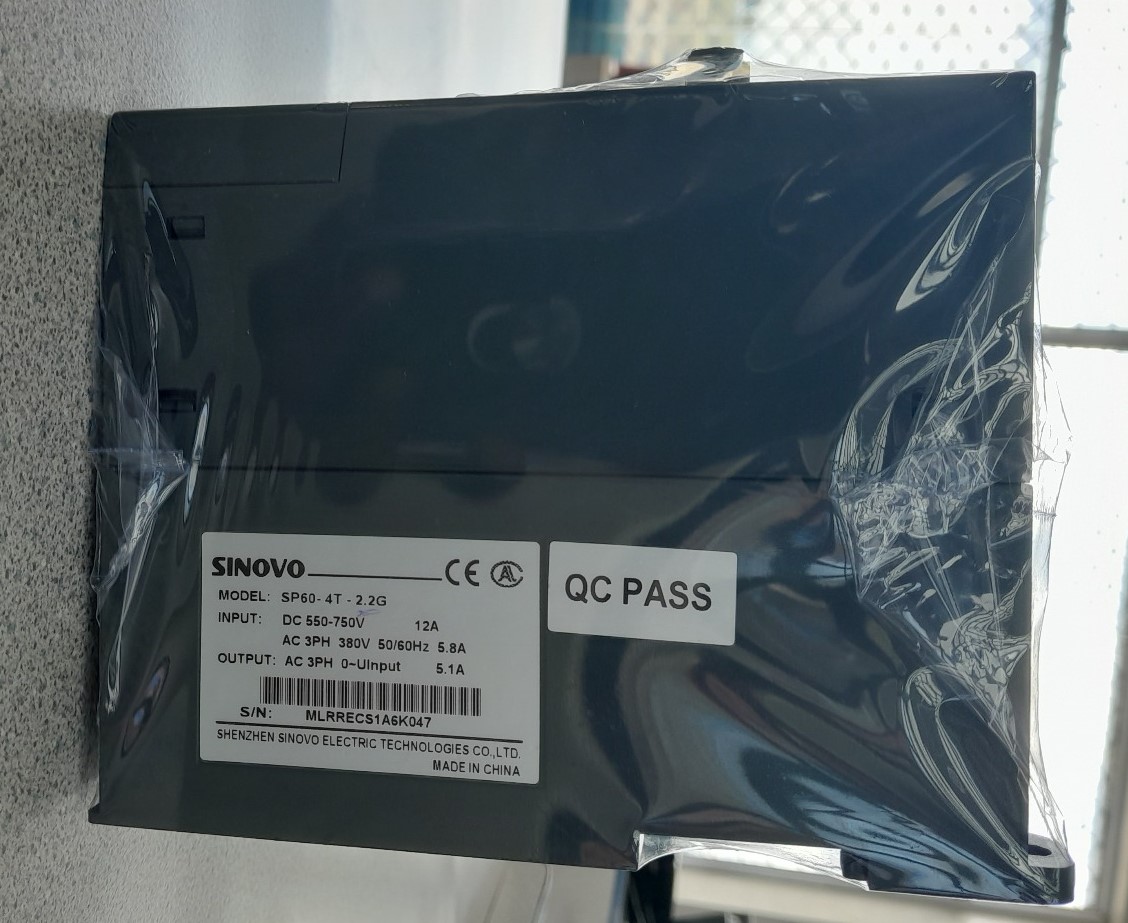 SINOVO CE
MODEL: SP60-4T-2.2G
INPUT: DC 550-750V 12A
AC 3PH 380V 50/60Hz 5.8A
OUTPUT: AC 3PH 0~UInput 5.1A
S/N: MLRRECS1A6K047
SHENZHEN SINOVO ELECTRIC TECHNOLOGIES CO.,LTD.
MADE IN CHINA
QC PASS